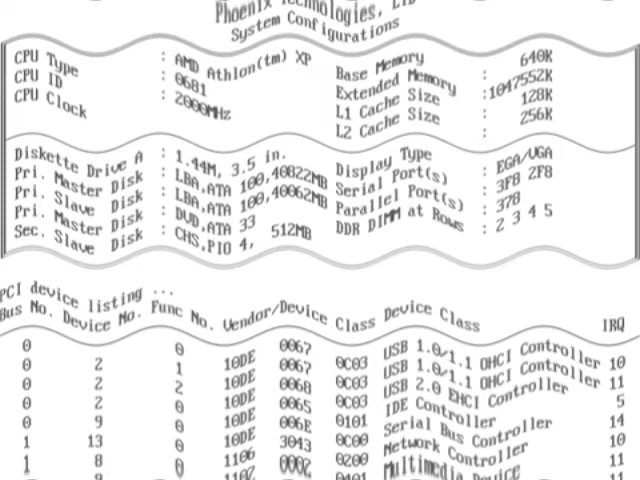 Phoenix Technologies, LTD
System Configurations
CPU Type : AMD Athlon(tm) XP Base Memory : 640K
CPU ID : 0681 Extended Memory :1047552K
CPU Clock : 2000MHz L1 Cache Size : 128K
L2 Cache Size : 256K
Diskette Drive A : 1.44M, 3.5 in. Display Type : EGA/VGA
Pri. Master Disk : LBA,ATA 100,40822MB Serial Port(s) : 3F8 2F8
Pri. Slave Disk : LBA,ATA 100,40062MB Parallel Port(s) : 378
Pri. Master Disk : DVD,ATA 33 DDR DIMM at Rows : 2 3 4 5
Sec. Slave Disk : CHS,PIO 4, 512MB
PCI device listing ...
Bus No. Device No. Func No. Vendor/Device Class Device Class IRQ
0 2 0 10DE 0067 0C03 USB 1.0/1.1 OHCI Controller 10
0 2 1 10DE 0067 0C03 USB 1.0/1.1 OHCI Controller 11
0 2 2 10DE 0068 0C03 USB 2.0 EHCI Controller 5
0 9 0 10DE 0065 0101 IDE Controller 14
0 13 0 10DE 006E 0C00 Serial Bus Controller 11
1 8 0 1106 3043 0200 Network Controller 10
1 9 0 1102 0002 0401 Multimedia Device 11